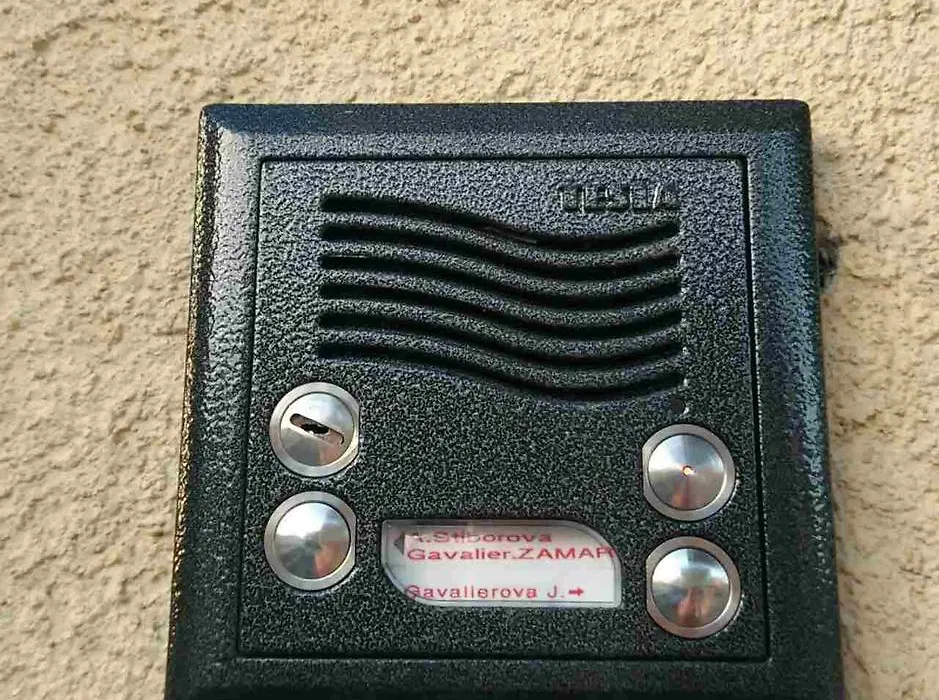 TESLA
A.Stiborova
Gavalier.ZAMAR
Gavalierova J.→